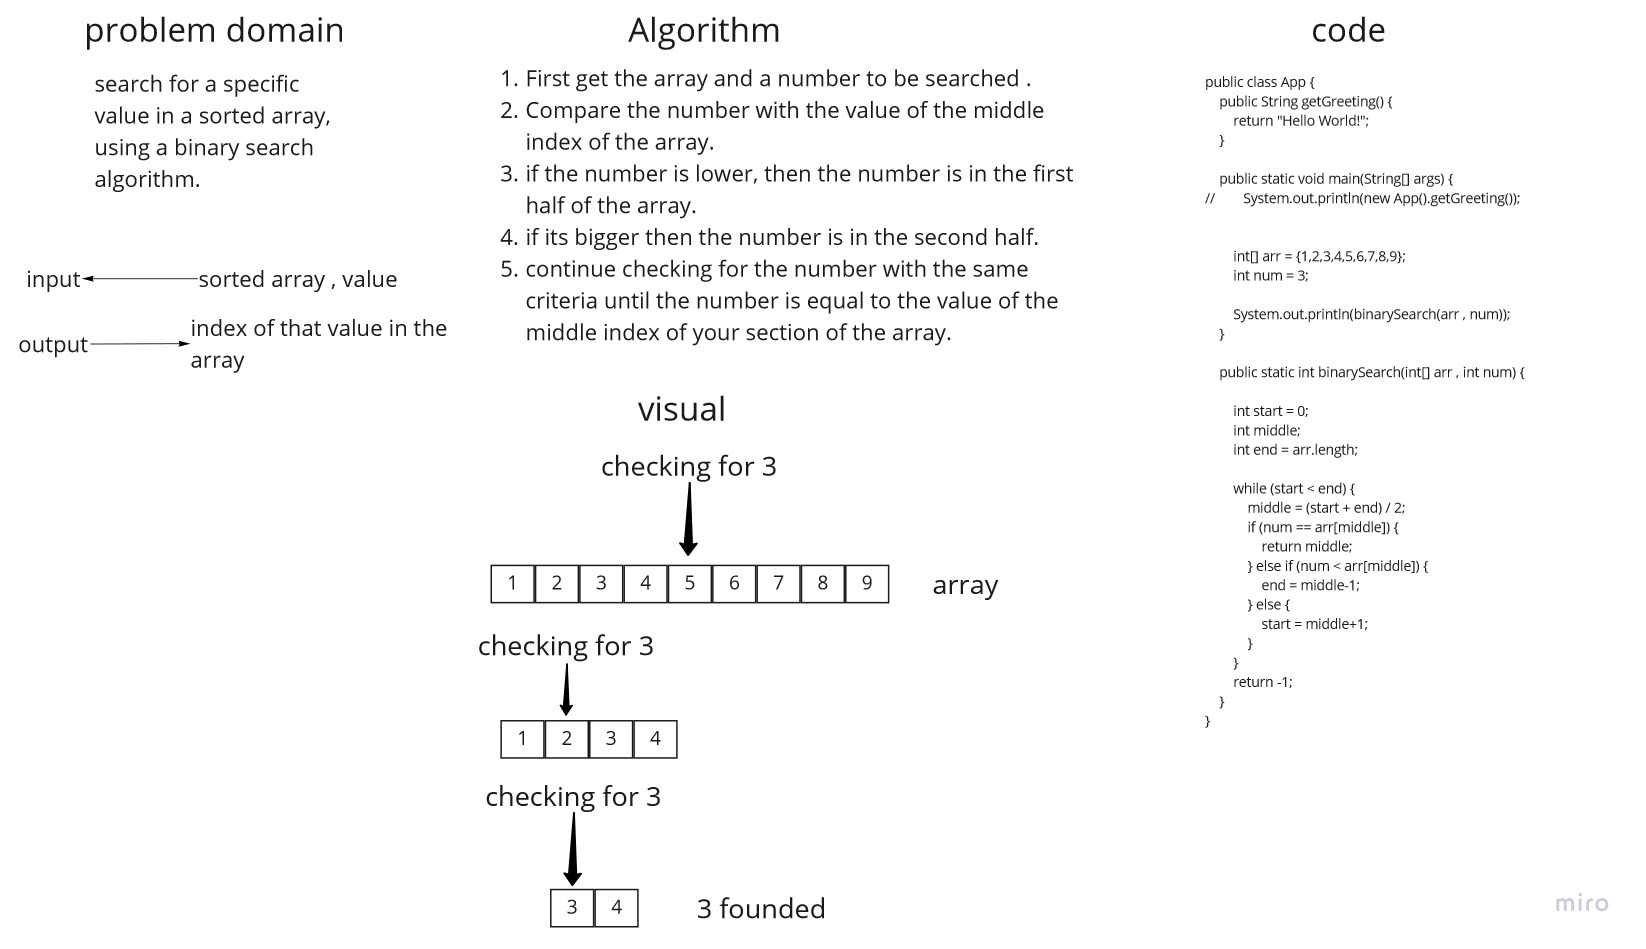 problem domain
search for a specific
value in a sorted array,
using a binary search
algorithm.
input
sorted array , value
output
index of that value in the
array
Algorithm
1. First get the array and a number to be searched .
2. Compare the number with the value of the middle
index of the array.
3. if the number is lower, then the number is in the first
half of the array.
4. if its bigger then the number is in the second half.
5. continue checking for the number with the same
criteria until the number is equal to the value of the
middle index of your section of the array.
visual
checking for 3
1 2 3 4 5 6 7 8 9
array
checking for 3
1 2 3 4
checking for 3
3 4
3 founded
code
public class App {
    public String getGreeting() {
        return "Hello World!";
    }
    public static void main(String[] args) {
//        System.out.println(new App().getGreeting());
        int[] arr = {1,2,3,4,5,6,7,8,9};
        int num = 3;
        System.out.println(binarySearch(arr , num));
    }
    public static int binarySearch(int[] arr , int num) {
        int start = 0;
        int middle;
        int end = arr.length;
        while (start < end) {
            middle = (start + end) / 2;
            if (num == arr[middle]) {
                return middle;
            } else if (num < arr[middle]) {
                end = middle-1;
            } else {
                start = middle+1;
            }
        }
        return -1;
    }
}
miro